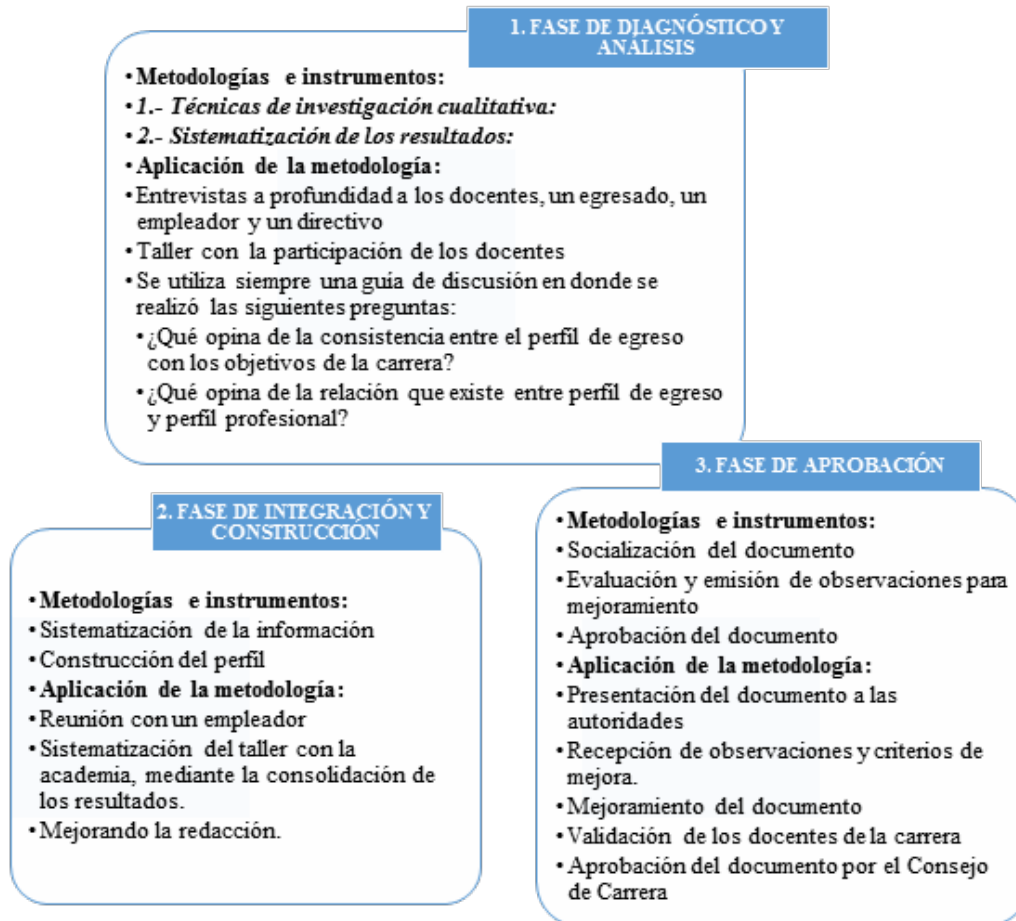 1. FASE DE DIAGNÓSTICO Y
ANÁLISIS
• Metodologías e instrumentos:
• 1.- Técnicas de investigación cualitativa:
• 2.- Sistematización de los resultados:
• Aplicación de la metodología:
• Entrevistas a profundidad a los docentes, un egresado, un
empleador y un directivo
• Taller con la participación de los docentes
• Se utiliza siempre una guía de discusión en donde se
realizó las siguientes preguntas:
• ¿Qué opina de la consistencia entre el perfil de egreso
con los objetivos de la carrera?
• ¿Qué opina de la relación que existe entre perfil de egreso
y perfil profesional?
2. FASE DE INTEGRACIÓN Y
CONSTRUCCIÓN
• Metodologías e instrumentos:
• Sistematización de la información
• Construcción del perfil
• Aplicación de la metodología:
• Reunión con un empleador
• Sistematización del taller con la
academia, mediante la consolidación de
los resultados.
• Mejorando la redacción.
3. FASE DE APROBACIÓN
• Metodologías e instrumentos:
• Socialización del documento
• Evaluación y emisión de observaciones para
mejoramiento
• Aprobación del documento
• Aplicación de la metodología:
• Presentación del documento a las
autoridades
• Recepción de observaciones y criterios de
mejora.
• Mejoramiento del documento
• Validación de los docentes de la carrera
• Aprobación del documento por el Consejo
de Carrera